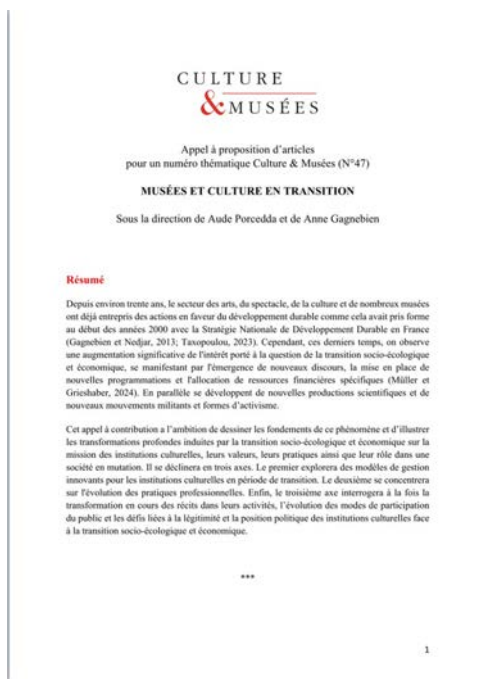 CULTURE
& MUSÉES
Appel à proposition d'articles
pour un numéro thématique Culture & Musées (N°47)
MUSÉES ET CULTURE EN TRANSITION
Sous la direction de Aude Porcedda et de Anne Gagnebien
Résumé
Depuis environ trente ans, le secteur des arts, du spectacle, de la culture et de nombreux musées
ont déjà entrepris des actions en faveur du développement durable comme cela avait pris forme
au début des années 2000 avec la Stratégie Nationale de Développement Durable en France
(Gagnebien et Nedjar, 2013; Taxopoulou, 2023). Cependant, ces derniers temps, on observe
une augmentation significative de l'intérêt porté à la question de la transition socio-écologique
et économique, se manifestant par l'émergence de nouveaux discours, la mise en place de
nouvelles programmations et l'allocation de ressources financières spécifiques (Müller et
Grieshaber, 2024). En parallèle se développent de nouvelles productions scientifiques et de
nouveaux mouvements militants et formes d'activisme.
Cet appel à contribution a l'ambition de dessiner les fondements de ce phénomène et d'illustrer
les transformations profondes induites par la transition socio-écologique et économique sur la
mission des institutions culturelles, leurs valeurs, leurs pratiques ainsi que leur rôle dans une
société en mutation. Il se déclinera en trois axes. Le premier explorera des modèles de gestion
innovants pour les institutions culturelles en période de transition. Le deuxième se concentrera
sur l'évolution des pratiques professionnelles. Enfin, le troisième axe interrogera à la fois la
transformation en cours des récits dans leurs activités, l'évolution des modes de participation
du public et les défis liées à la légitimité et la position politique des institutions culturelles face
à la transition socio-écologique et économique.
***
1